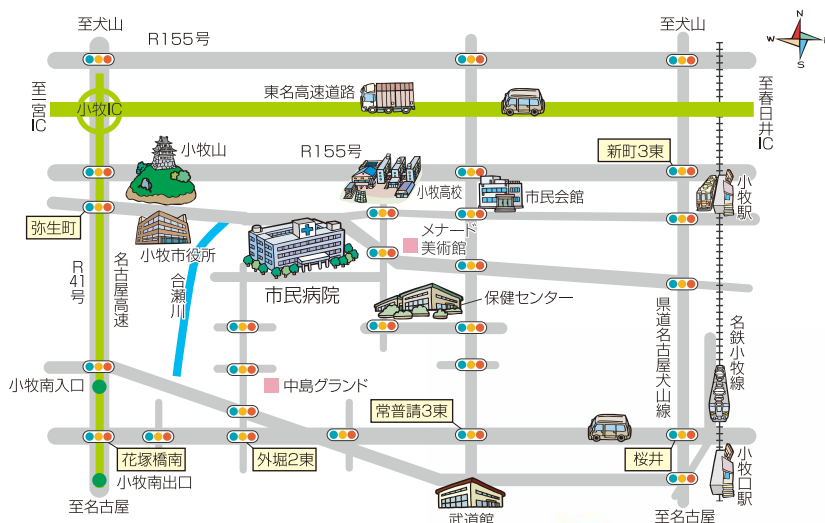 至犬山
R155号
至犬山
N
W
S
東名高速道路
至一宮IC
小牧IC
至春日井IC
小牧山
R155号
新町3東
小牧高校
市民会館
小牧駅
弥生町
小牧市役所
メナード
美術館
R41号
名古屋高速
合瀬川
市民病院
保健センター
県道名古屋犬山線
名鉄小牧線
小牧南入口
中島グランド
常普請3東
花塚橋南
外堀2東
桜井
小牧口駅
小牧南出口
至名古屋
武道館
至名古屋